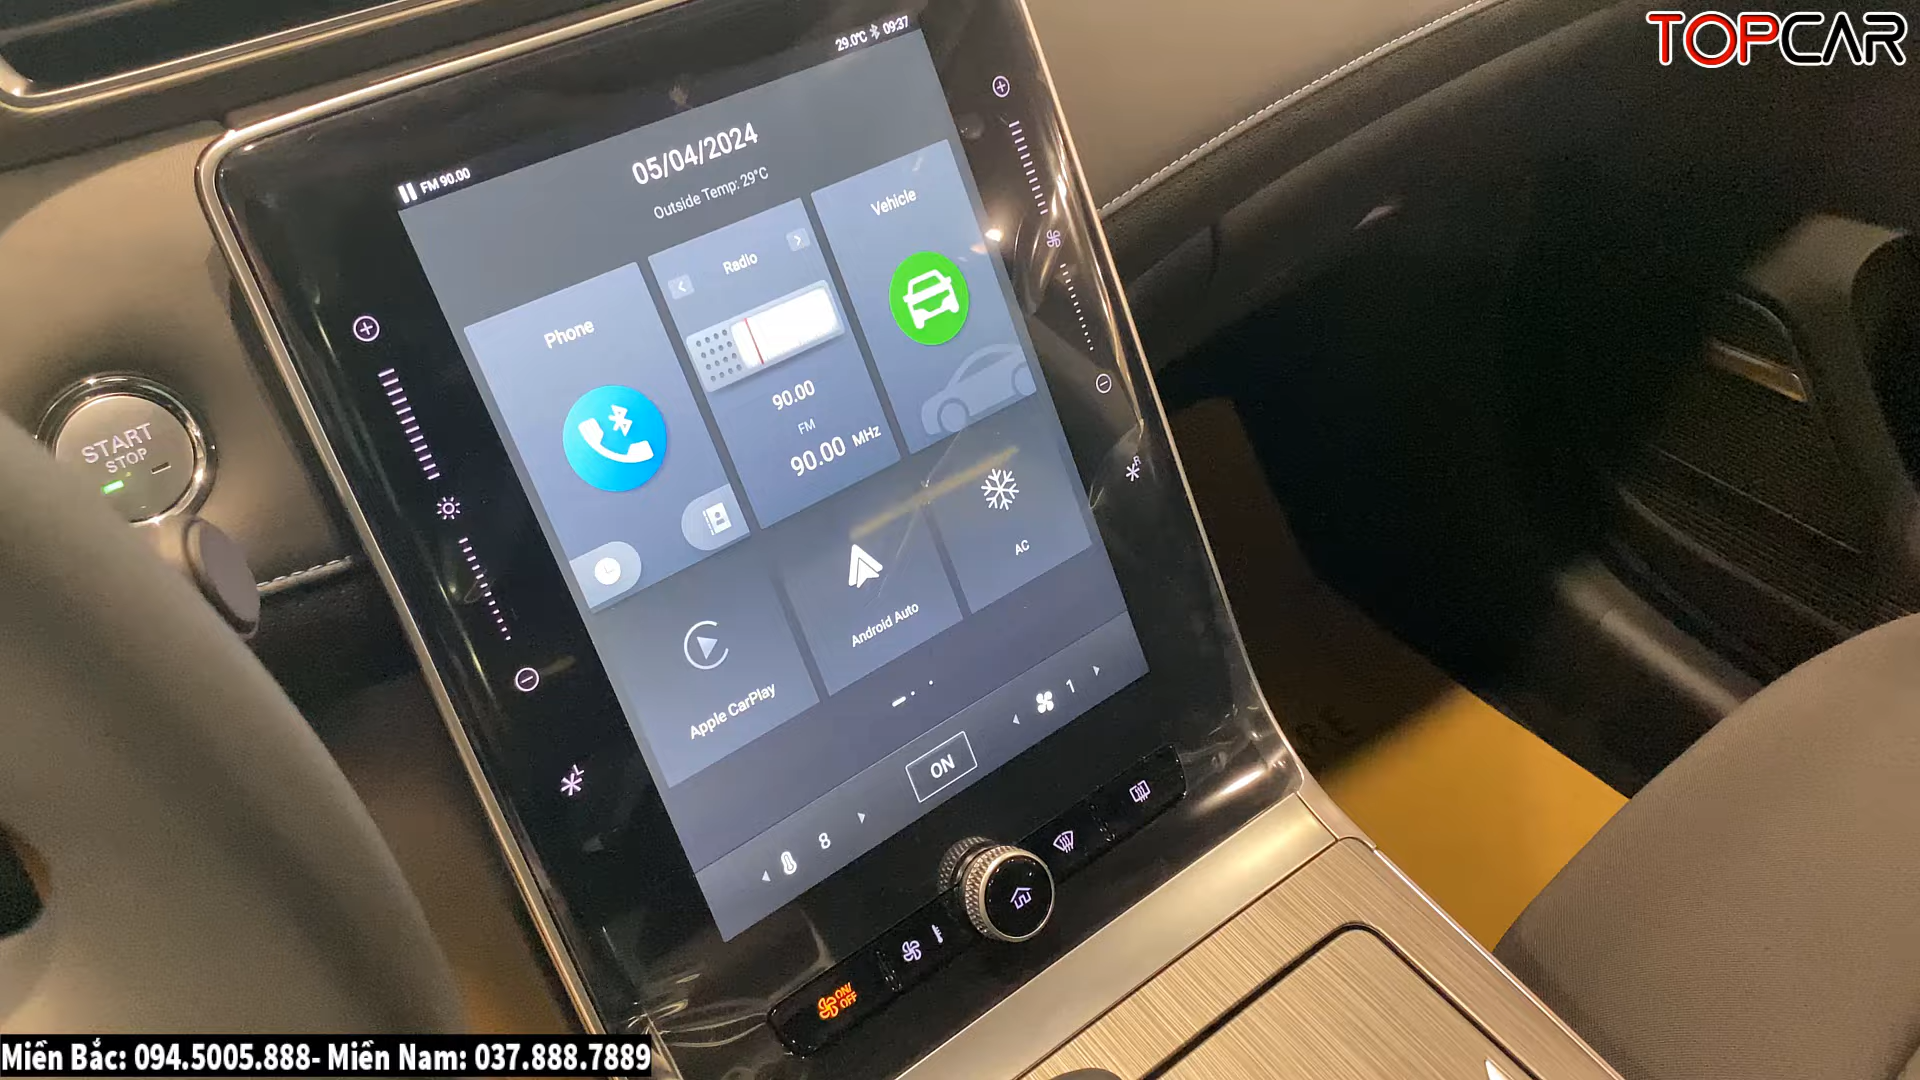 TOPCAR
29.0°C 09:37
FM 90.00
05/04/2024
Outside Temp: 29°C
Vehicle
Radio
Phone
90.00
FM
90.00 MHz
START
STOP
AC
Android Auto
Apple CarPlay
R
L
1
ON
8
ON/
OFF
Miền Bắc: 094.5005.888- Miền Nam: 037.888.7889